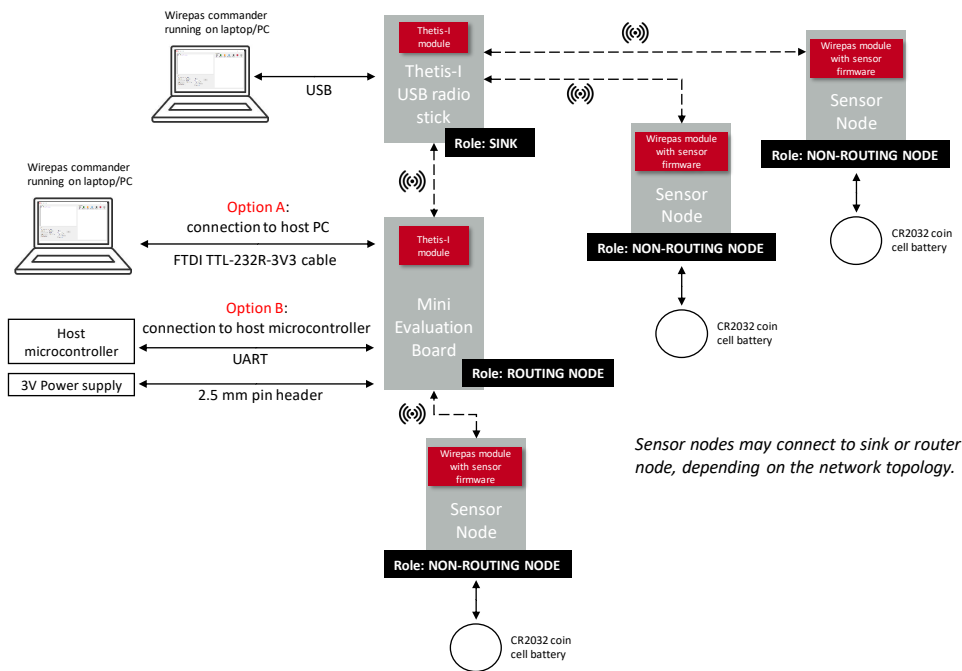 Wirepas commander
running on laptop/PC
USB
Thetis-I
module
Thetis-I
USB radio
stick
Role: SINK
Wirepas module
with sensor
firmware
Sensor
Node
Role: NON-ROUTING NODE
CR2032 coin
cell battery
Wirepas module
with sensor
firmware
Sensor
Node
Role: NON-ROUTING NODE
CR2032 coin
cell battery
Wirepas commander
running on laptop/PC
Option A:
connection to host PC
FTDI TTL-232R-3V3 cable
Thetis-I
module
Mini
Evaluation
Board
Role: ROUTING NODE
Option B:
connection to host microcontroller
UART
Host
microcontroller
3V Power supply
2.5 mm pin header
Sensor nodes may connect to sink or router
node, depending on the network topology.
Wirepas module
with sensor
firmware
Sensor
Node
Role: NON-ROUTING NODE
CR2032 coin
cell battery